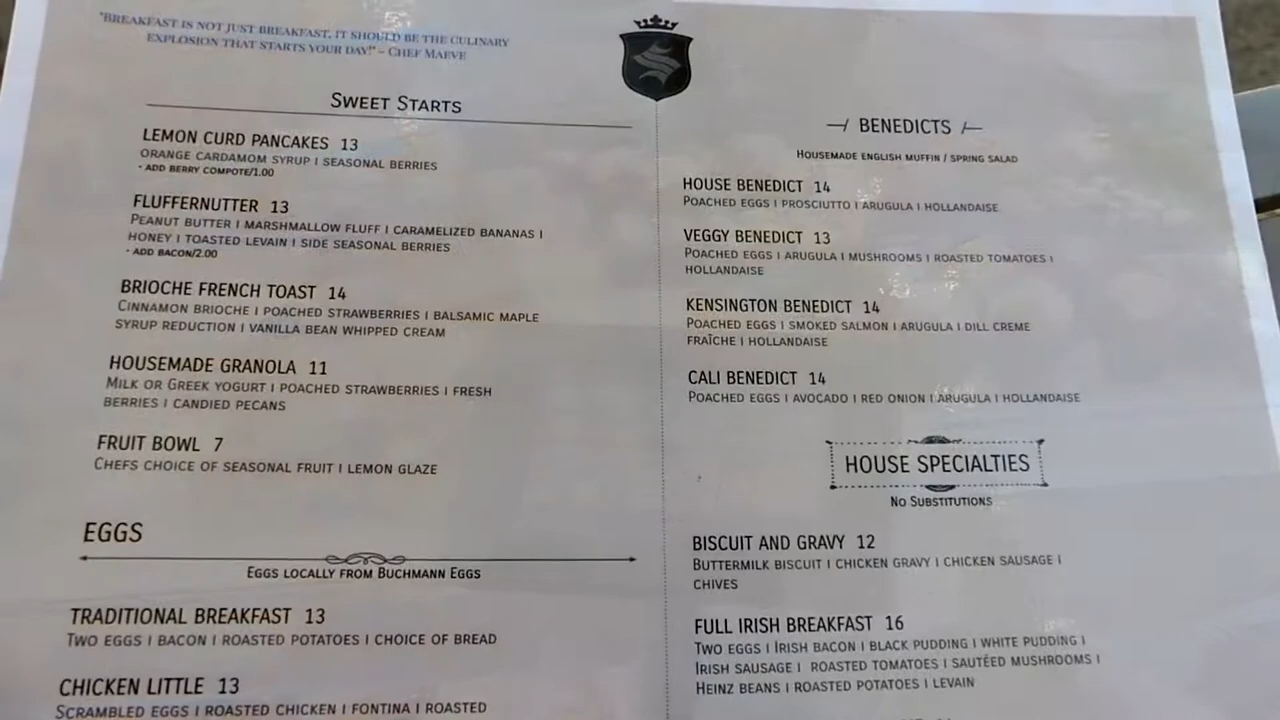 "Breakfast is not just breakfast, it should be the culinary
explosion that starts your day!" – Chef Maeve
S
Sweet Starts
LEMON CURD PANCAKES 13
Orange cardamom syrup | seasonal berries
• add berry compote/1.00
FLUFFERNUTTER 13
Peanut butter | marshmallow fluff | caramelized bananas |
honey | toasted levain | side seasonal berries
• add bacon/2.00
BRIOCHE FRENCH TOAST 14
Cinnamon brioche | poached strawberries | balsamic maple
syrup reduction | vanilla bean whipped cream
HOUSEMADE GRANOLA 11
Milk or Greek yogurt | poached strawberries | fresh
berries | candied pecans
FRUIT BOWL 7
Chefs choice of seasonal fruit | lemon glaze
EGGS
Eggs locally from Buchmann Eggs
TRADITIONAL BREAKFAST 13
Two eggs | bacon | roasted potatoes | choice of bread
CHICKEN LITTLE 13
Scrambled eggs | roasted chicken | fontina | roasted
BENEDICTS
Housemade english muffin / spring salad
HOUSE BENEDICT 14
Poached eggs | prosciutto | arugula | hollandaise
VEGGY BENEDICT 13
Poached eggs | arugula | mushrooms | roasted tomatoes |
hollandaise
KENSINGTON BENEDICT 14
Poached eggs | smoked salmon | arugula | dill creme
fraîche | hollandaise
CALI BENEDICT 14
Poached eggs | avocado | red onion | arugula | hollandaise
HOUSE SPECIALTIES
No Substitutions
BISCUIT AND GRAVY 12
Buttermilk biscuit | chicken gravy | chicken sausage |
chives
FULL IRISH BREAKFAST 16
Two eggs | Irish bacon | black pudding | white pudding |
Irish sausage | roasted tomatoes | sautéed mushrooms |
Heinz beans | roasted potatoes | levain